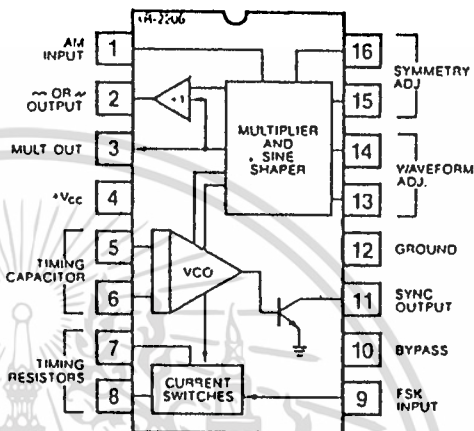 XR-2206
AM
INPUT
1
∼ OR ∿
OUTPUT
2
MULT OUT
3
+Vcc
4
TIMING
CAPACITOR
5
6
TIMING
RESISTORS
7
8
+1
MULTIPLIER
AND
SINE
SHAPER
VCO
CURRENT
SWITCHES
16
15
SYMMETRY
ADJ
14
13
WAVEFORM
ADJ.
12
GROUND
11
SYNC
OUTPUT
10
BYPASS
9
FSK
INPUT